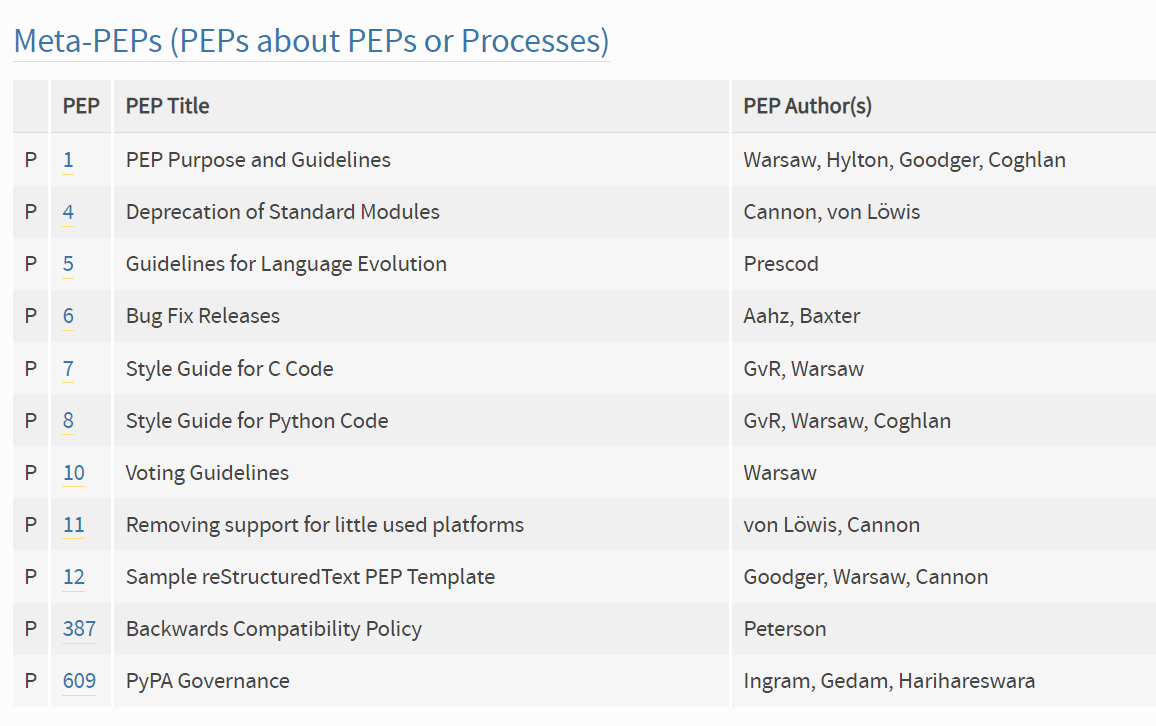 Meta-PEPs (PEPs about PEPs or Processes)
PEP PEP Title PEP Author(s)
P 1 PEP Purpose and Guidelines Warsaw, Hylton, Goodger, Coghlan
P 4 Deprecation of Standard Modules Cannon, von Löwis
P 5 Guidelines for Language Evolution Prescod
P 6 Bug Fix Releases Aahz, Baxter
P 7 Style Guide for C Code GvR, Warsaw
P 8 Style Guide for Python Code GvR, Warsaw, Coghlan
P 10 Voting Guidelines Warsaw
P 11 Removing support for little used platforms von Löwis, Cannon
P 12 Sample reStructuredText PEP Template Goodger, Warsaw, Cannon
P 387 Backwards Compatibility Policy Peterson
P 609 PyPA Governance Ingram, Gedam, Harihareswara